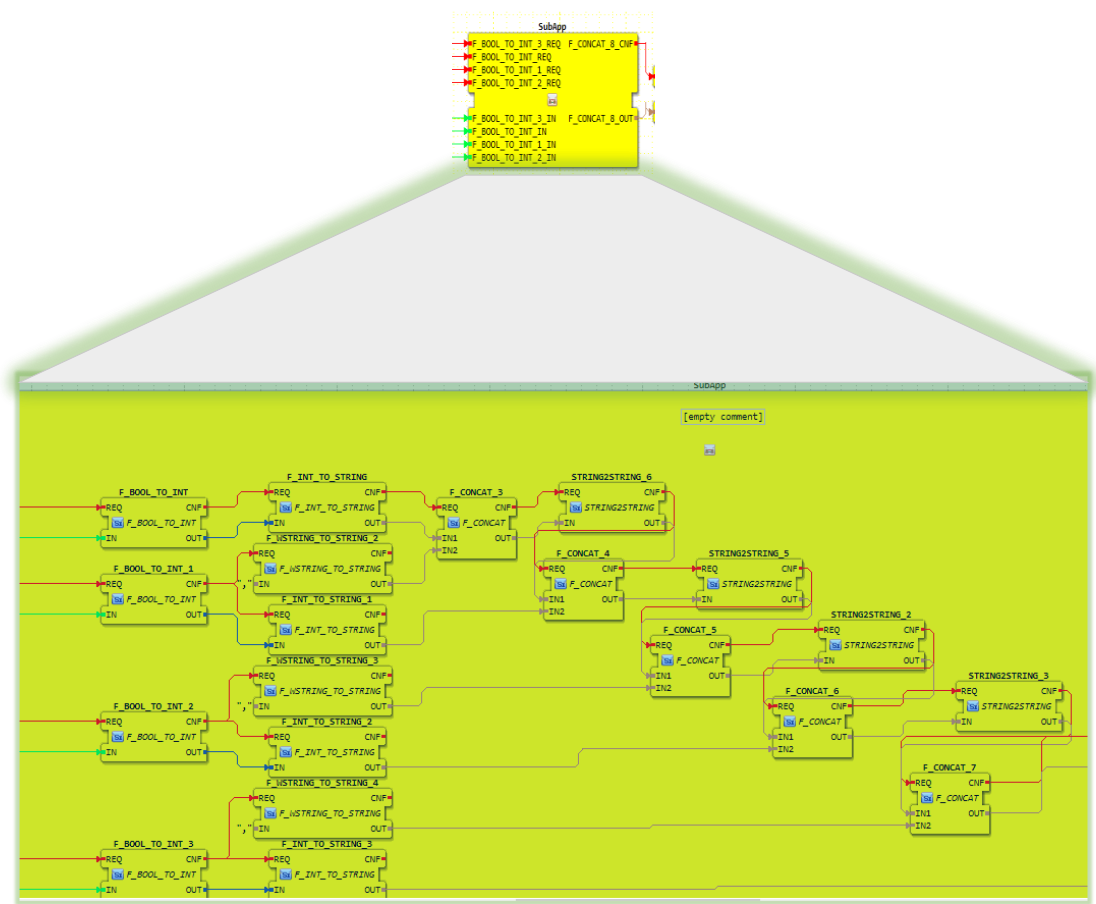 SubApp
F_BOOL_TO_INT_3_REQ F_CONCAT_8_CNF
F_BOOL_TO_INT_REQ
F_BOOL_TO_INT_1_REQ
F_BOOL_TO_INT_2_REQ
F_BOOL_TO_INT_3_IN F_CONCAT_8_OUT
F_BOOL_TO_INT_IN
F_BOOL_TO_INT_1_IN
F_BOOL_TO_INT_2_IN
SubApp
[empty comment]
F_BOOL_TO_INT
REQ CNF
F_BOOL_TO_INT
IN OUT
F_INT_TO_STRING
REQ CNF
F_INT_TO_STRING
IN OUT
F_CONCAT_3
REQ CNF
F_CONCAT
IN1 OUT
IN2
STRING2STRING_6
REQ CNF
STRING2STRING
IN OUT
F_WSTRING_TO_STRING_2
REQ CNF
F_WSTRING_TO_STRING
"," IN OUT
F_BOOL_TO_INT_1
REQ CNF
F_BOOL_TO_INT
IN OUT
F_INT_TO_STRING_1
REQ CNF
F_INT_TO_STRING
IN OUT
F_CONCAT_4
REQ CNF
F_CONCAT
IN1 OUT
IN2
STRING2STRING_5
REQ CNF
STRING2STRING
IN OUT
F_CONCAT_5
REQ CNF
F_CONCAT
IN1 OUT
IN2
STRING2STRING_2
REQ CNF
STRING2STRING
IN OUT
F_WSTRING_TO_STRING_3
REQ CNF
F_WSTRING_TO_STRING
"," IN OUT
F_BOOL_TO_INT_2
REQ CNF
F_BOOL_TO_INT
IN OUT
F_INT_TO_STRING_2
REQ CNF
F_INT_TO_STRING
IN OUT
F_CONCAT_6
REQ CNF
F_CONCAT
IN1 OUT
IN2
STRING2STRING_3
REQ CNF
STRING2STRING
IN OUT
F_WSTRING_TO_STRING_4
REQ CNF
F_WSTRING_TO_STRING
"," IN OUT
F_CONCAT_7
REQ CNF
F_CONCAT
IN1 OUT
IN2
F_BOOL_TO_INT_3
REQ CNF
F_BOOL_TO_INT
IN OUT
F_INT_TO_STRING_3
REQ CNF
F_INT_TO_STRING
IN OUT